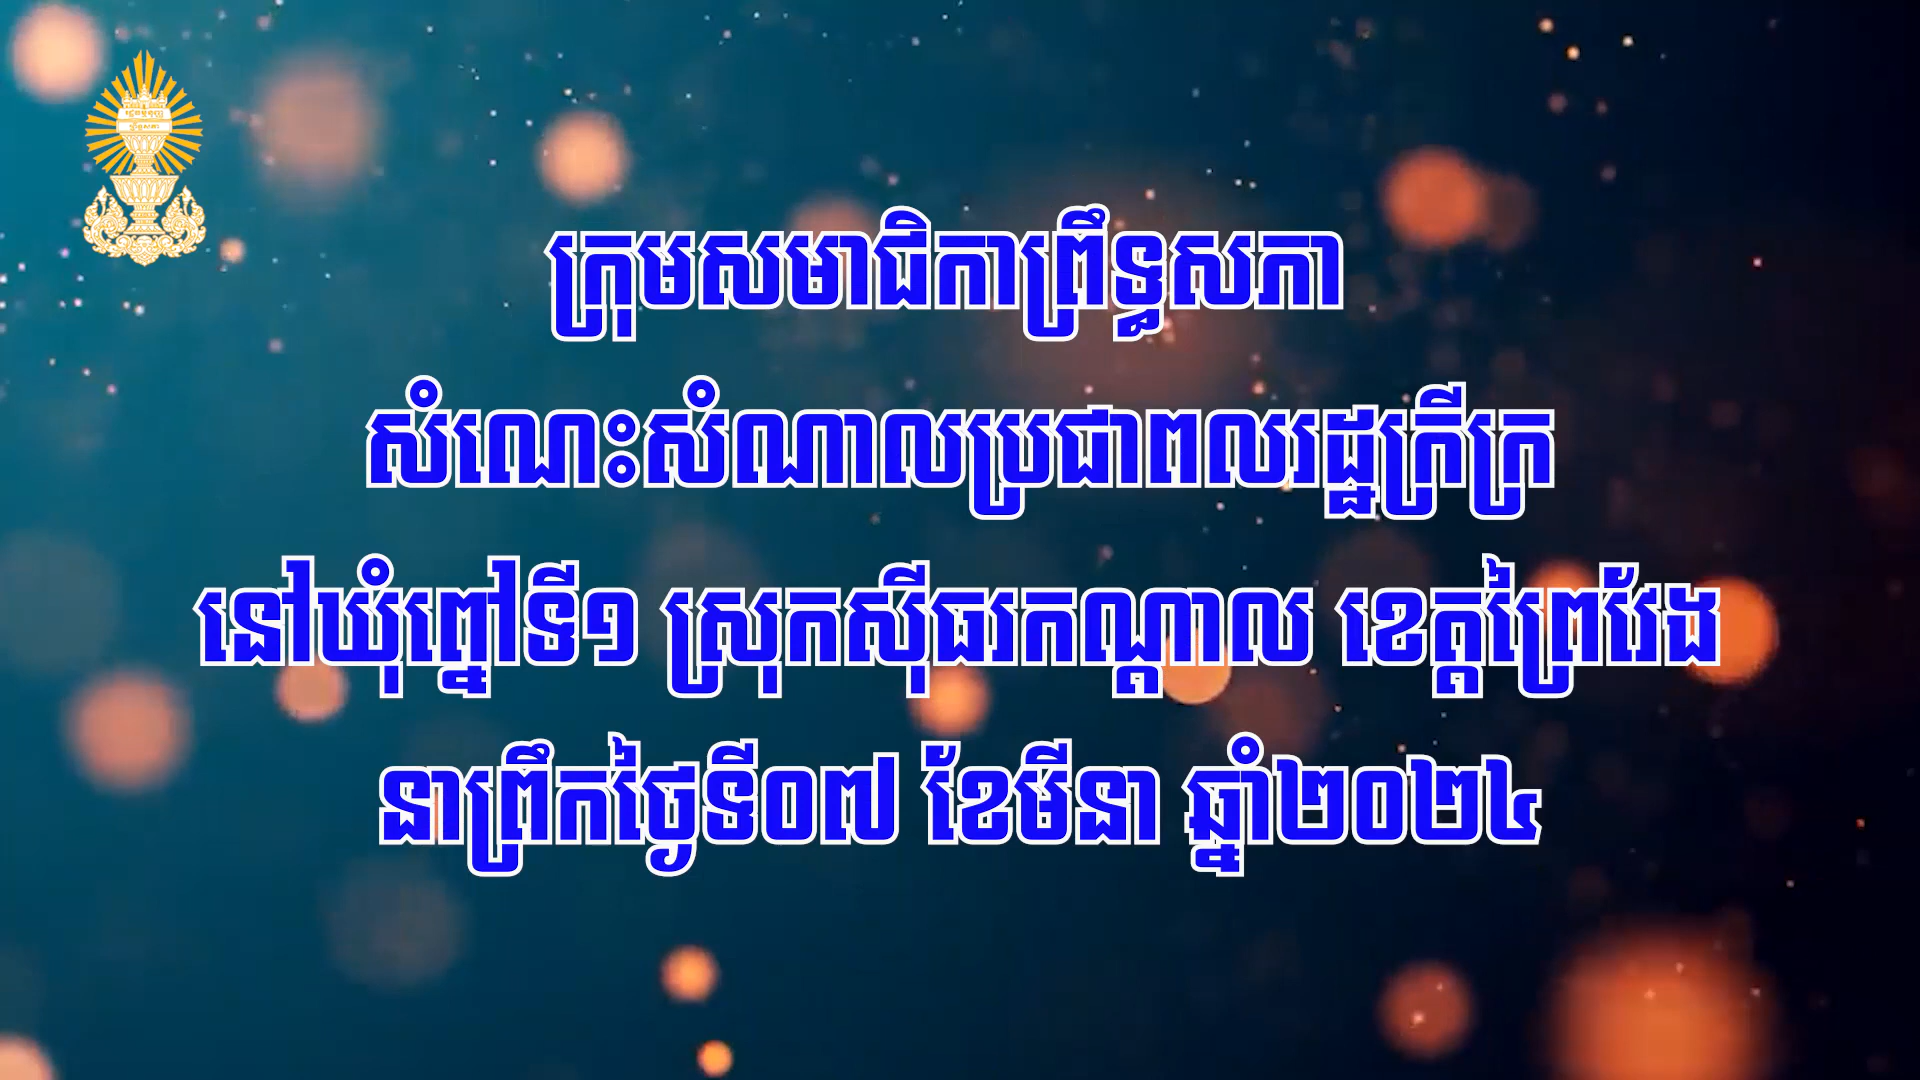 ក្រុមសមាជិកាព្រឹទ្ធសភា
សំណេះសំណាលប្រជាពលរដ្ឋក្រីក្រ
នៅឃុំព្នៅទី១ ស្រុកស៊ីធរកណ្ដាល ខេត្តព្រៃវែង
នាព្រឹកថ្ងៃទី០៧ ខែមីនា ឆ្នាំ២០២៤